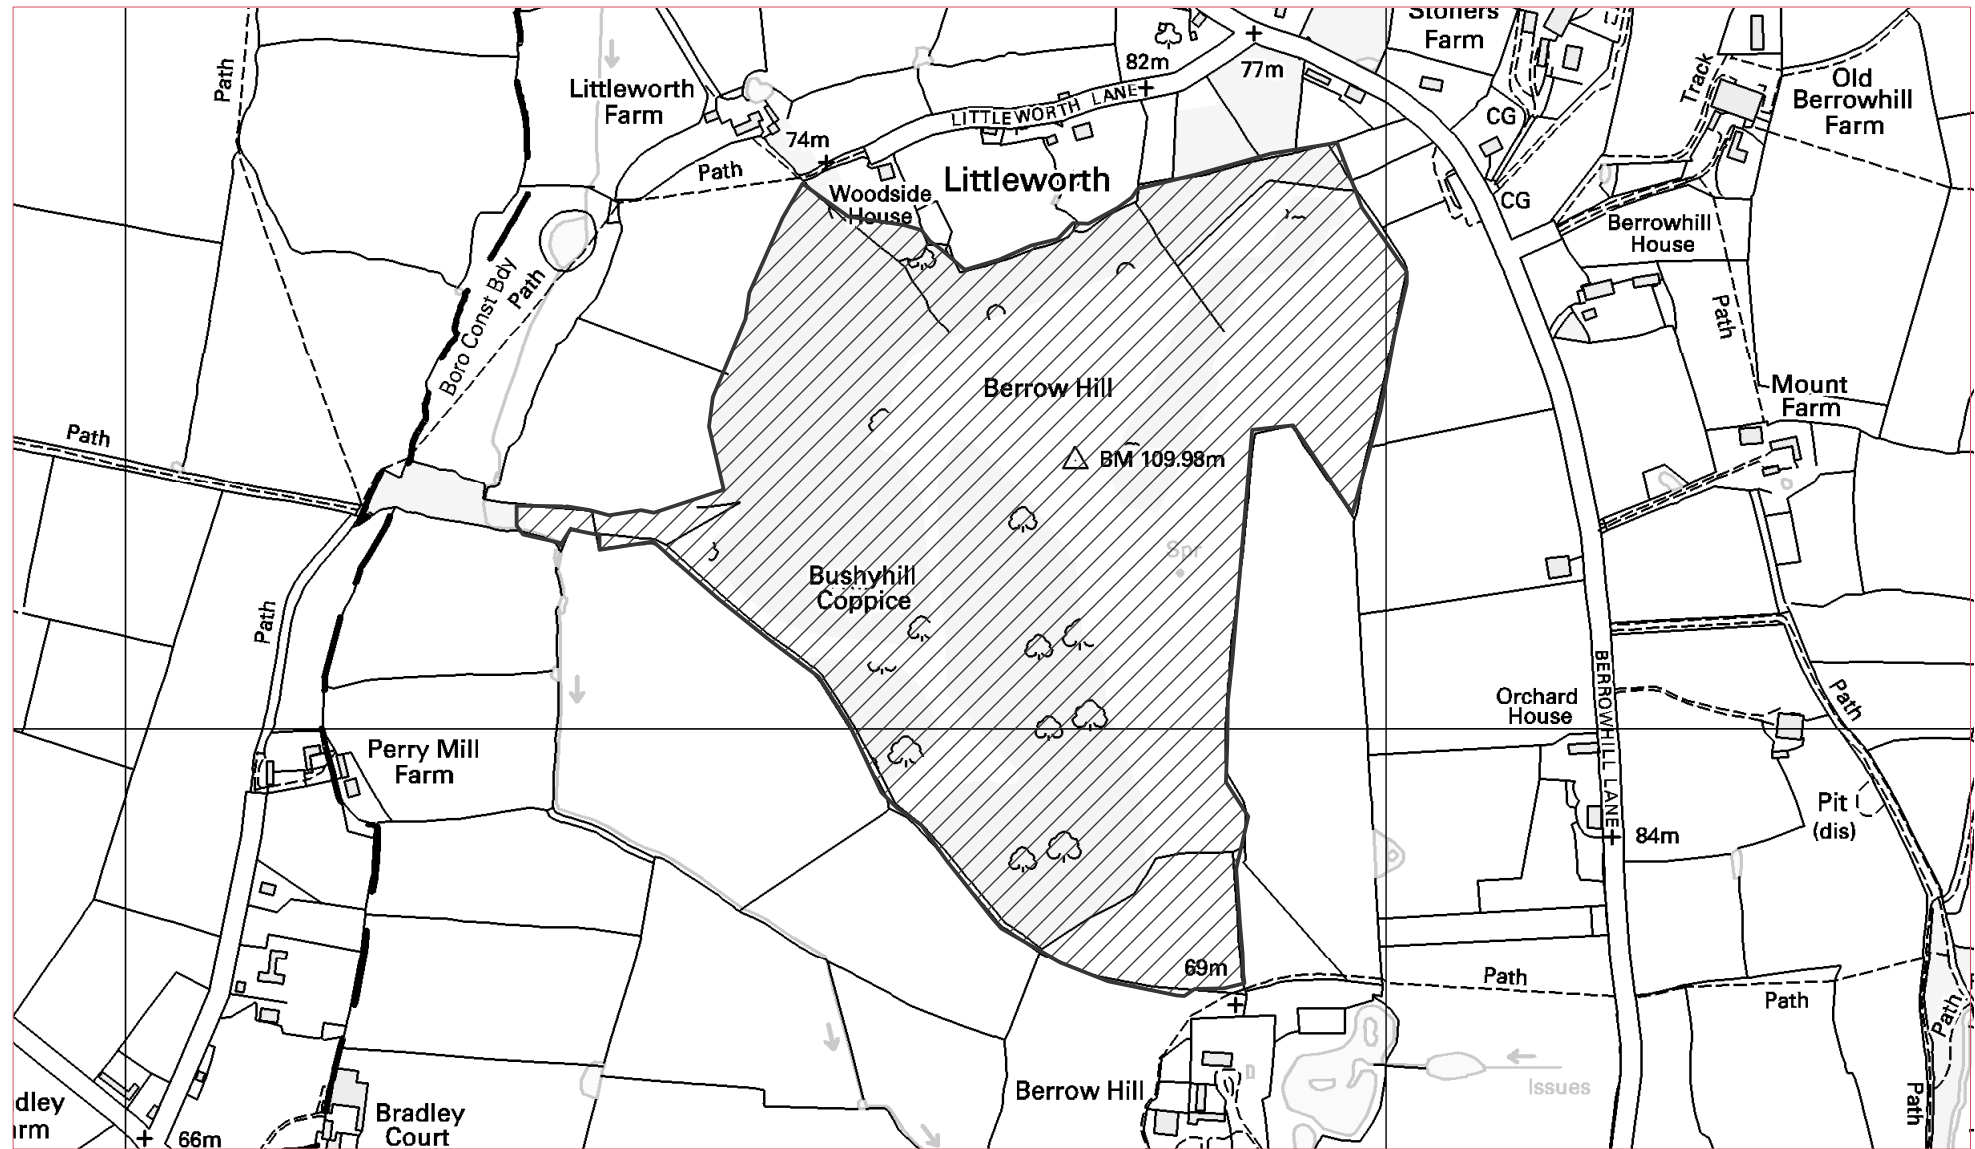 Stoners
Farm
82m
77m
Track
Old
Berrowhill
Farm
Path
Littleworth
Farm
LITTLEWORTH LANE
CG
74m
Path
Littleworth
Woodside
House
CG
Berrowhill
House
Boro Const Bdy
Path
Path
Berrow Hill
Mount
Farm
Path
BM 109.98m
Spr
Bushyhill
Coppice
Path
BERROWHILL LANE
Orchard
House
Path
Perry Mill
Farm
Pit
(dis)
84m
69m
Path
Path
Path
Berrow Hill
Issues
dley
rm
66m
Bradley
Court
Path